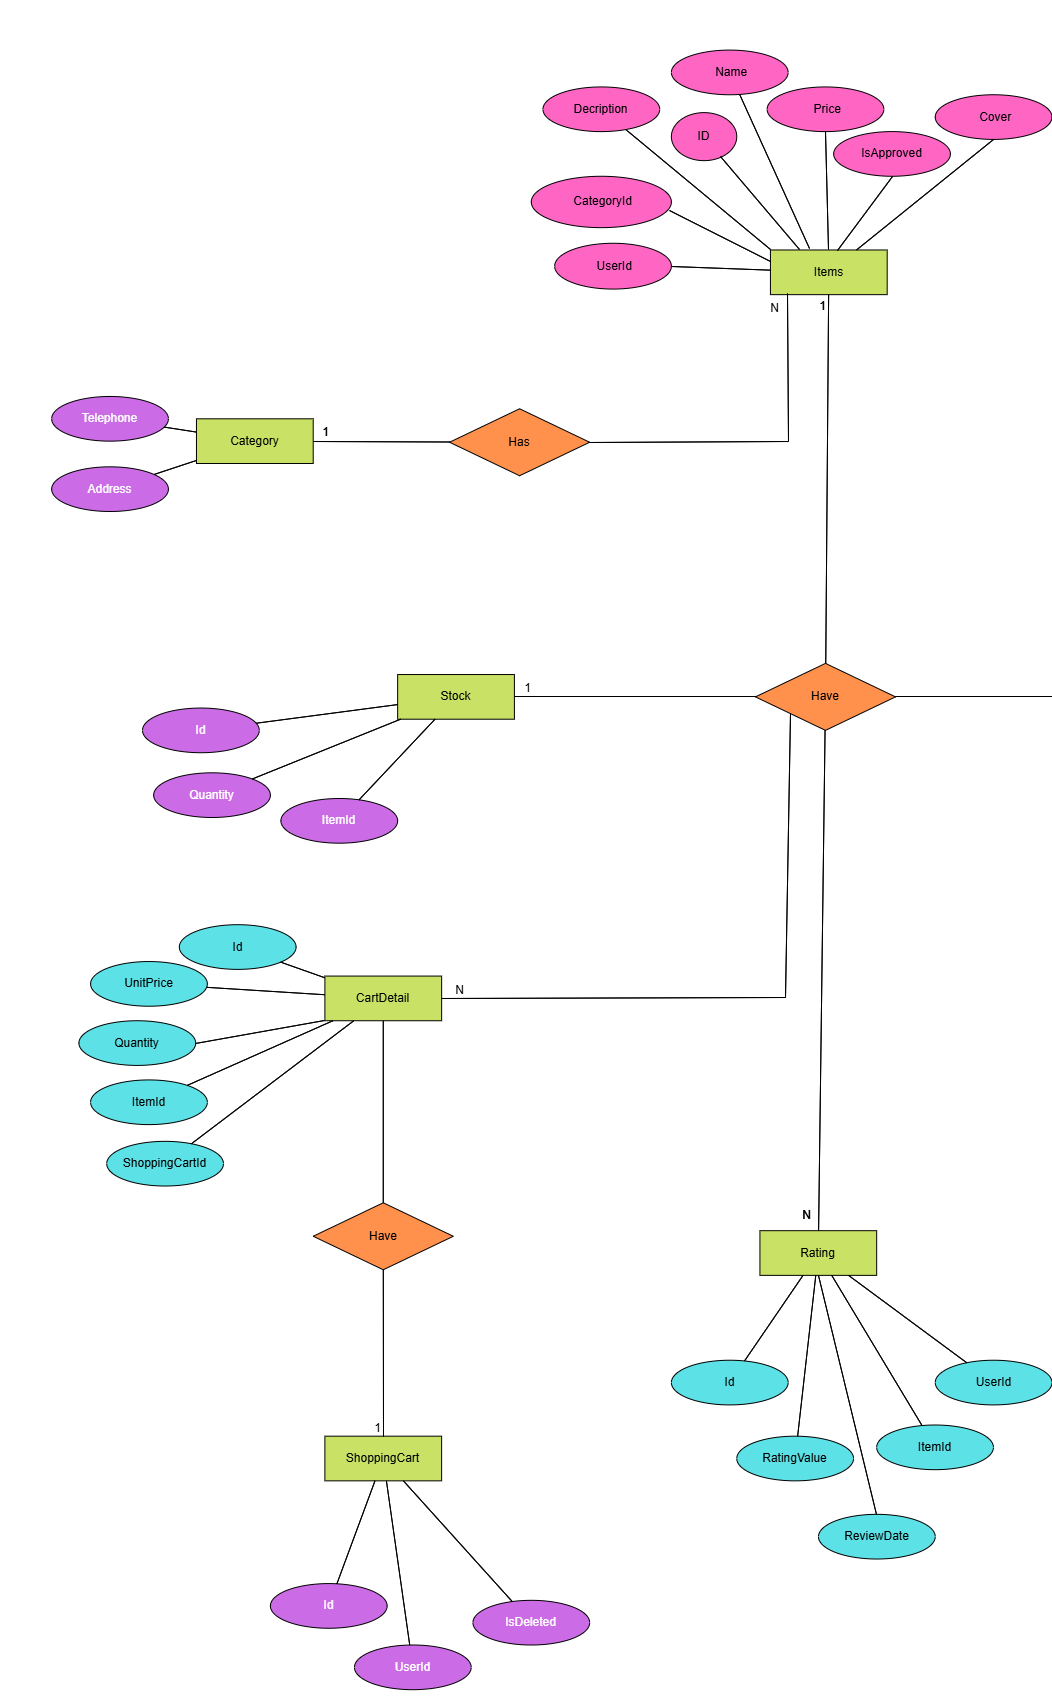 Name
Decription
Price
Cover
ID
IsApproved
CategoryId
UserId
Items
N
1
Telephone
Category
1
Has
Address
Stock
1
Have
Id
Quantity
ItemId
Id
UnitPrice
CartDetail
N
Quantity
ItemId
ShoppingCartId
Have
N
Rating
Id
UserId
1
ShoppingCart
RatingValue
ItemId
ReviewDate
Id
IsDeleted
UserId